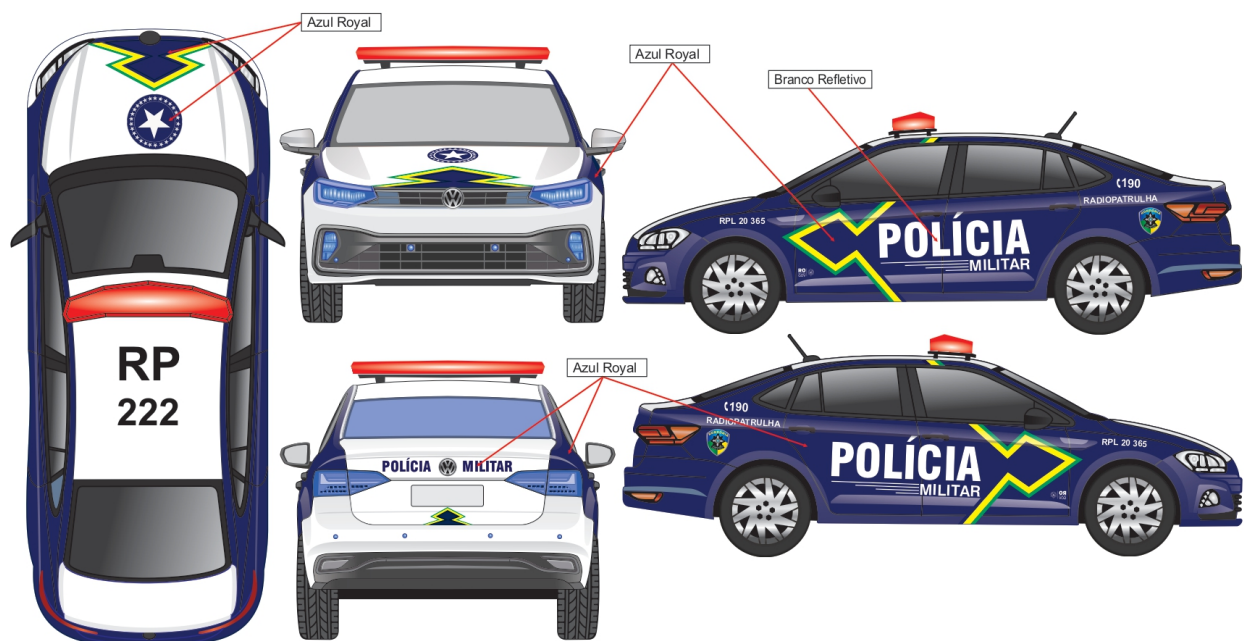 Azul Royal
RP
222
Azul Royal
Branco Refletivo
190
RADIOPATRULHA
RPL 20 365
POLÍCIA
MILITAR
Azul Royal
POLÍCIA MILITAR
190
RADIOPATRULHA
RPL 20 365
POLÍCIA
MILITAR